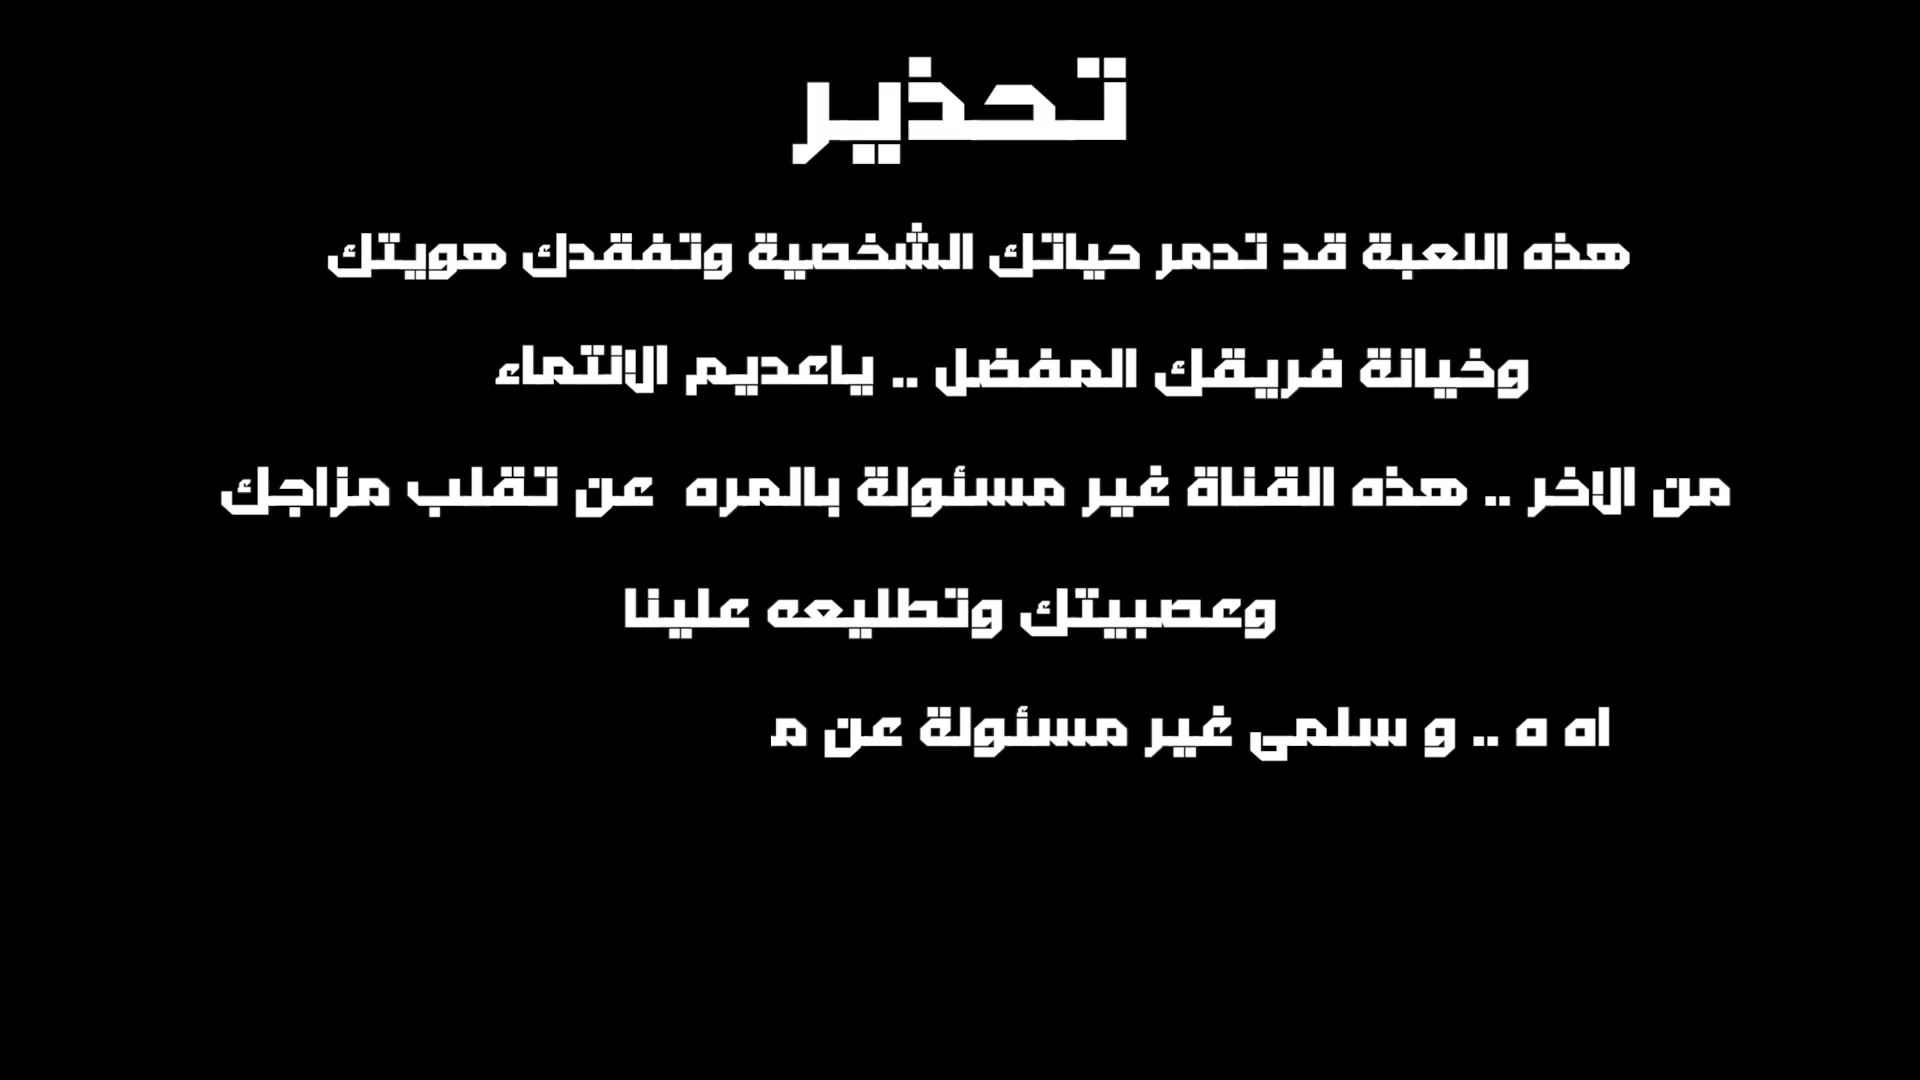 تحذير
هذه اللعبة قد تدمر حياتك الشخصية وتفقدك هويتك
وخيانة فريقك المفضل .. ياعديم الانتماء
من الاخر .. هذه القناة غير مسئولة بالمره عن تقلب مزاجك
وعصبيتك وتطليعه علينا
اه ه .. و سلمى غير مسئولة عن م